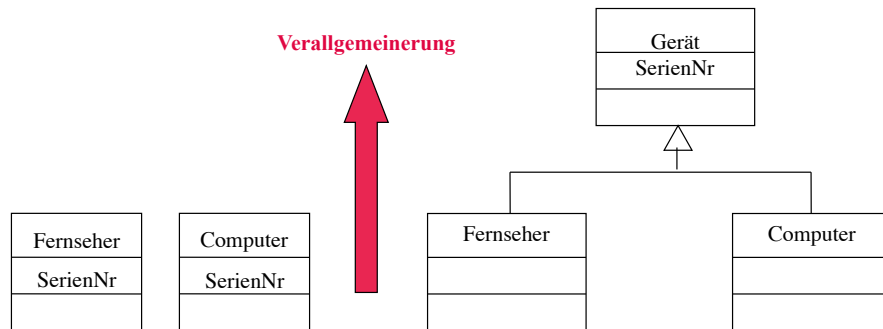 Verallgemeinerung
Gerät
SerienNr
Fernseher
SerienNr
Computer
SerienNr
Fernseher
Computer